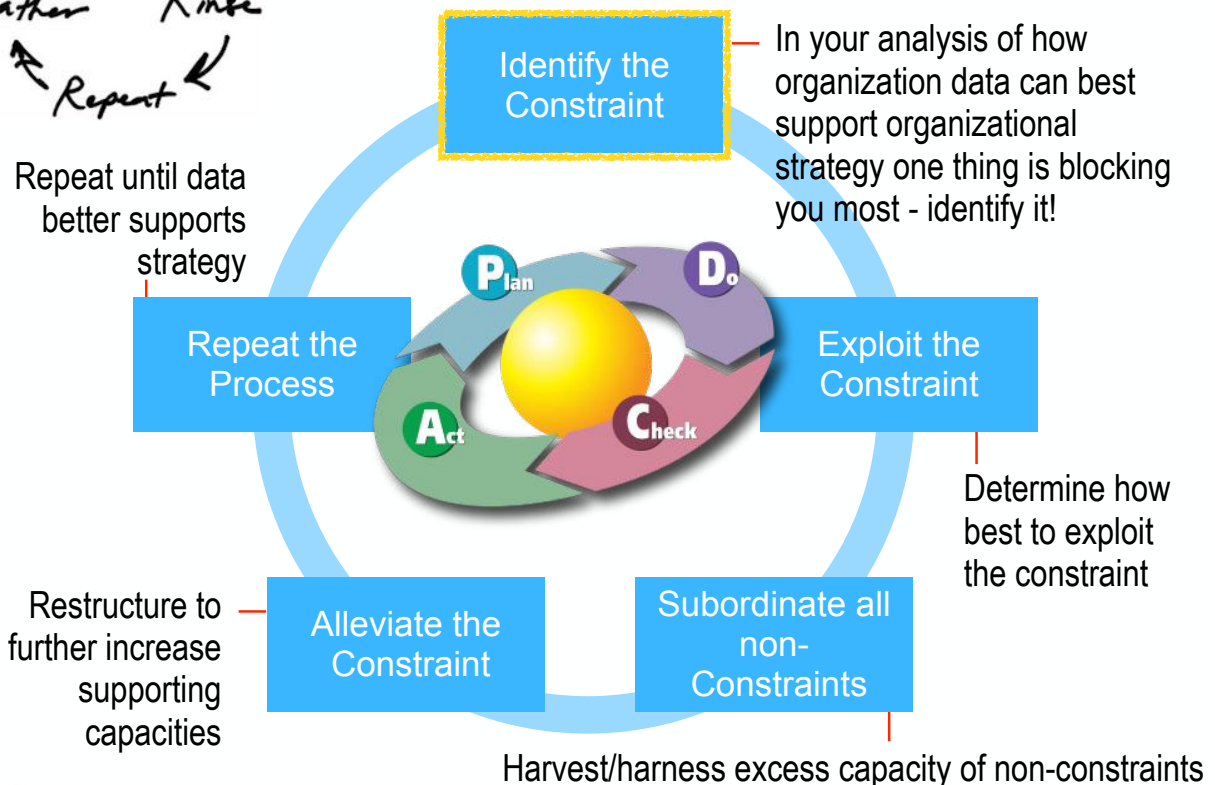 Rinse
Repeat
Identify the
Constraint
In your analysis of how
organization data can best
support organizational
strategy one thing is blocking
you most - identify it!
Repeat until data
better supports
strategy
Plan
Do
Check
Act
Repeat the
Process
Exploit the
Constraint
Determine how
best to exploit
the constraint
Restructure to
further increase
supporting
capacities
Alleviate the
Constraint
Subordinate all
non-
Constraints
Harvest/harness excess capacity of non-constraints